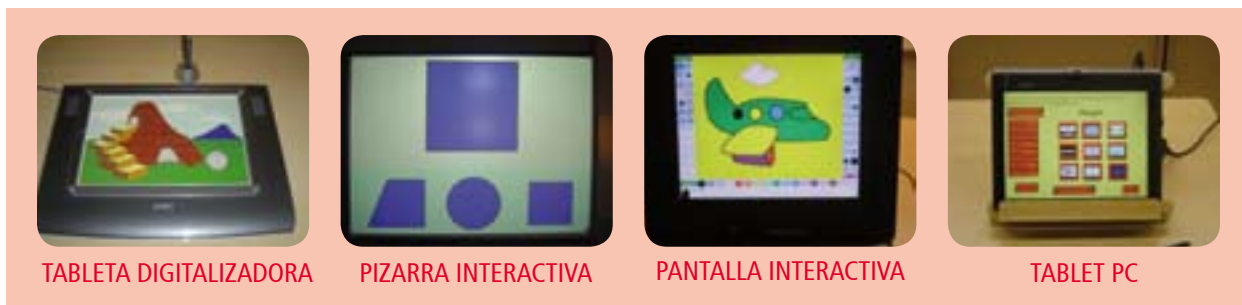 TABLETA DIGITALIZADORA
PIZARRA INTERACTIVA
PANTALLA INTERACTIVA
TABLET PC